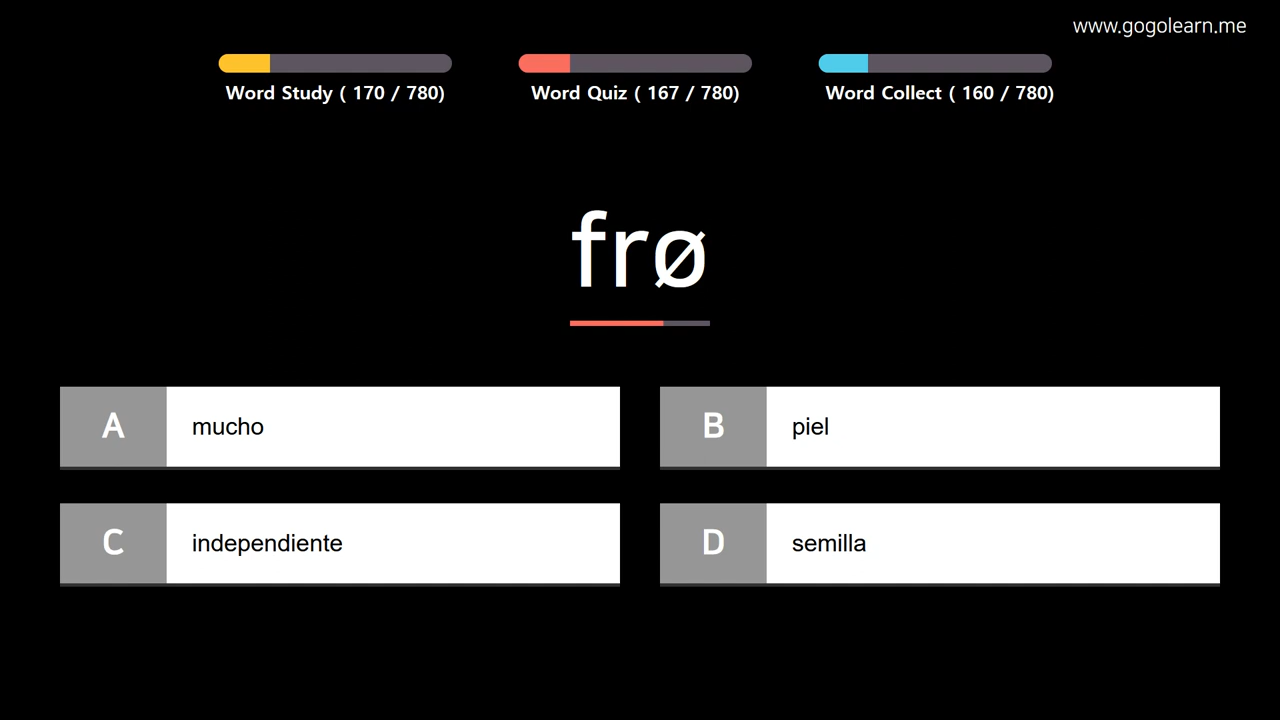 www.gogolearn.me
Word Study ( 170 / 780)
Word Quiz ( 167 / 780)
Word Collect ( 160 / 780)
frø
A mucho
B piel
C independiente
D semilla